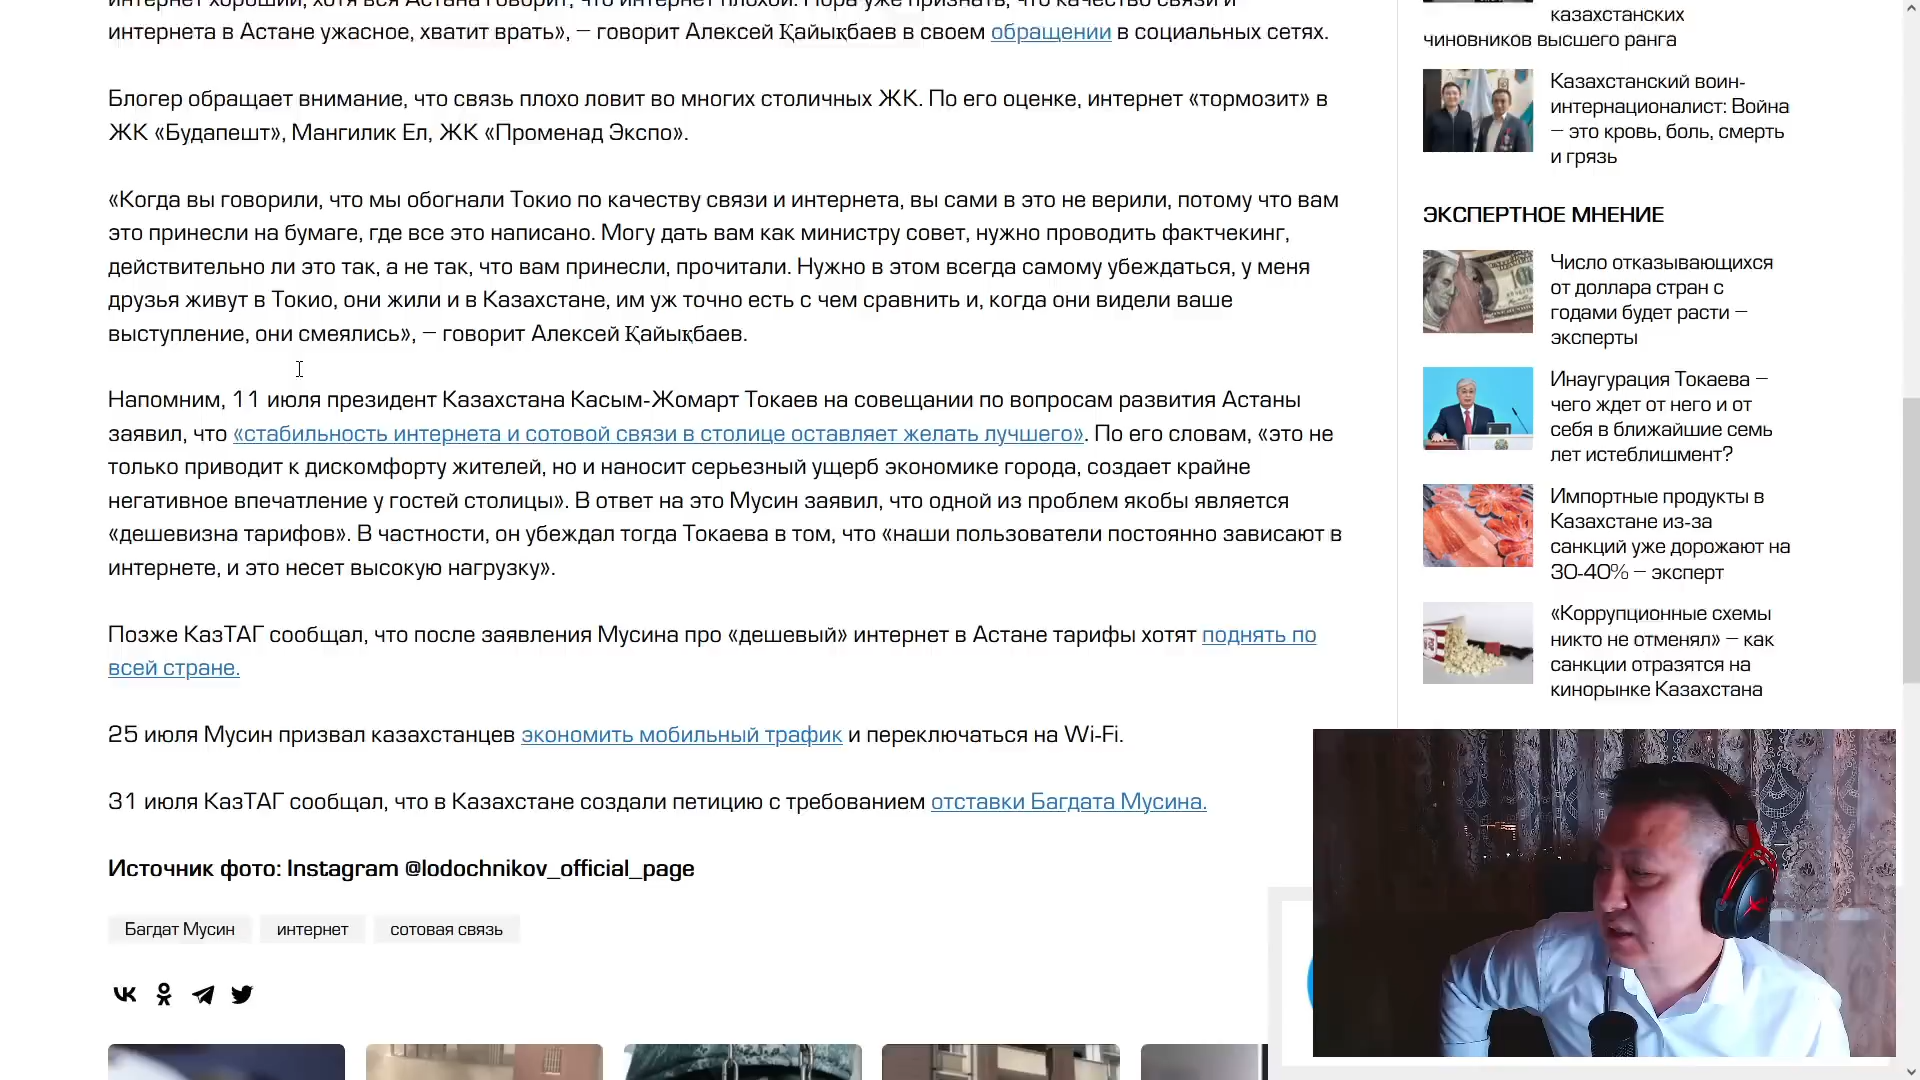 интернет хороший, хотя вся Астана говорит, что интернет плохой. Пора уже признать, что качество связи и
интернета в Астане ужасное, хватит врать», – говорит Алексей Қайықбаев в своем обращении в социальных сетях.
Блогер обращает внимание, что связь плохо ловит во многих столичных ЖК. По его оценке, интернет «тормозит» в
ЖК «Будапешт», Мангилик Ел, ЖК «Променад Экспо».
«Когда вы говорили, что мы обогнали Токио по качеству связи и интернета, вы сами в это не верили, потому что вам
это принесли на бумаге, где все это написано. Могу дать вам как министру совет, нужно проводить фактчекинг,
действительно ли это так, а не так, что вам принесли, прочитали. Нужно в этом всегда самому убеждаться, у меня
друзья живут в Токио, они жили и в Казахстане, им уж точно есть с чем сравнить и, когда они видели ваше
выступление, они смеялись», – говорит Алексей Қайықбаев.
Напомним, 11 июля президент Казахстана Касым-Жомарт Токаев на совещании по вопросам развития Астаны
заявил, что «стабильность интернета и сотовой связи в столице оставляет желать лучшего». По его словам, «это не
только приводит к дискомфорту жителей, но и наносит серьезный ущерб экономике города, создает крайне
негативное впечатление у гостей столицы». В ответ на это Мусин заявил, что одной из проблем якобы является
«дешевизна тарифов». В частности, он убеждал тогда Токаева в том, что «наши пользователи постоянно зависают в
интернете, и это несет высокую нагрузку».
Позже КазТАГ сообщал, что после заявления Мусина про «дешевый» интернет в Астане тарифы хотят поднять по
всей стране.
25 июля Мусин призвал казахстанцев экономить мобильный трафик и переключаться на Wi-Fi.
31 июля КазТАГ сообщал, что в Казахстане создали петицию с требованием отставки Багдата Мусина.
Источник фото: Instagram @lodochnikov_official_page
Багдат Мусин
интернет
сотовая связь
казахстанских
чиновников высшего ранга
Казахстанский воин-
интернационалист: Война
– это кровь, боль, смерть
и грязь
ЭКСПЕРТНОЕ МНЕНИЕ
Число отказывающихся
от доллара стран с
годами будет расти –
эксперты
Инаугурация Токаева –
чего ждет от него и от
себя в ближайшие семь
лет истеблишмент?
Импортные продукты в
Казахстане из-за
санкций уже дорожают на
30-40% – эксперт
«Коррупционные схемы
никто не отменял» – как
санкции отразятся на
кинорынке Казахстана